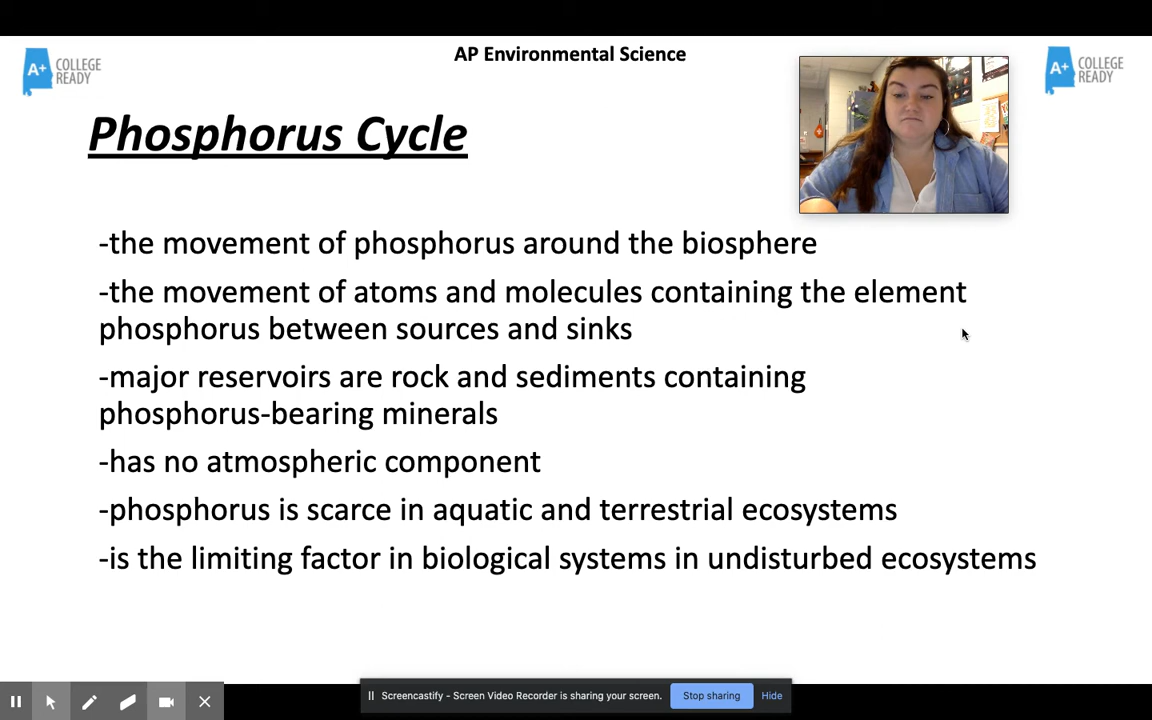 AP Environmental Science
A+ COLLEGE
READY
A+ COLLEGE
READY
Phosphorus Cycle
-the movement of phosphorus around the biosphere
-the movement of atoms and molecules containing the element
phosphorus between sources and sinks
-major reservoirs are rock and sediments containing
phosphorus-bearing minerals
-has no atmospheric component
-phosphorus is scarce in aquatic and terrestrial ecosystems
-is the limiting factor in biological systems in undisturbed ecosystems
Screencastify - Screen Video Recorder is sharing your screen. Stop sharing Hide